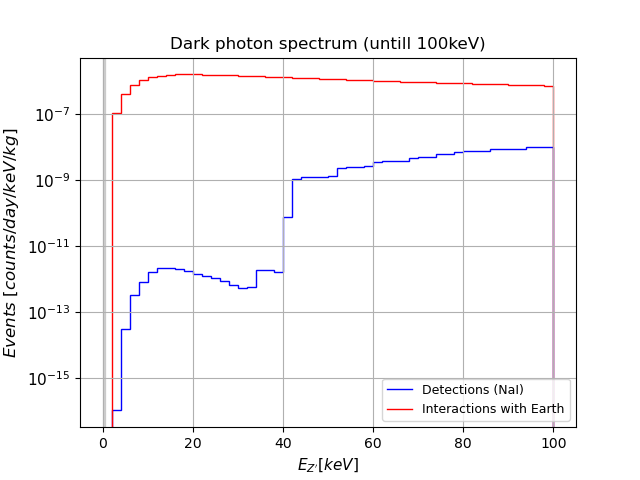 Dark photon spectrum (untill 100keV)
Events [counts/day/keV/kg]
10⁻⁷
10⁻⁹
10⁻¹¹
10⁻¹³
10⁻¹⁵
Detections (NaI)
Interactions with Earth
0 20 40 60 80 100
E_Z'[keV]